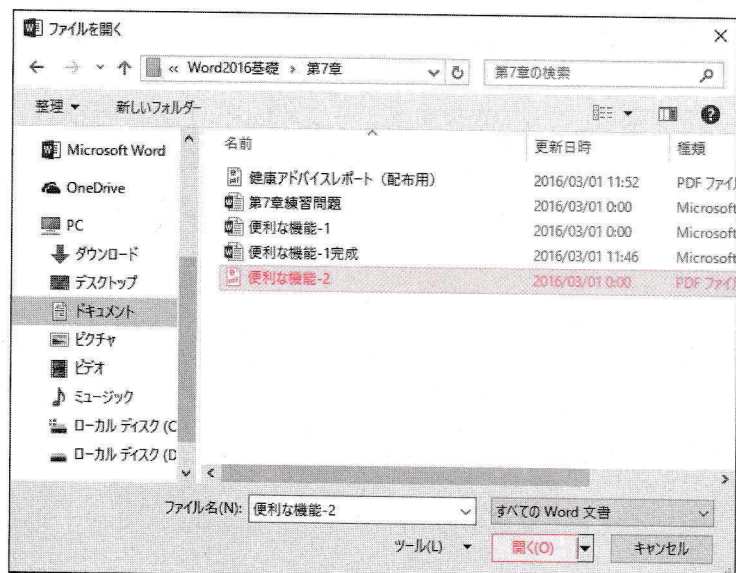 ファイルを開く
« Word2016基礎 › 第7章
第7章の検索
整理
新しいフォルダー
Microsoft Word
OneDrive
PC
ダウンロード
デスクトップ
ドキュメント
ピクチャ
ビデオ
ミュージック
ローカル ディスク (C
ローカル ディスク (D
名前 更新日時 種類
健康アドバイスレポート（配布用） 2016/03/01 11:52 PDF ファイ
第7章練習問題 2016/03/01 0:00 Microsoft
便利な機能-1 2016/03/01 0:00 Microsoft
便利な機能-1完成 2016/03/01 11:46 Microsoft
便利な機能-2 2016/03/01 0:00 PDF ファイ
ファイル名(N): 便利な機能-2 すべての Word 文書
ツール(L) 開く(O) キャンセル